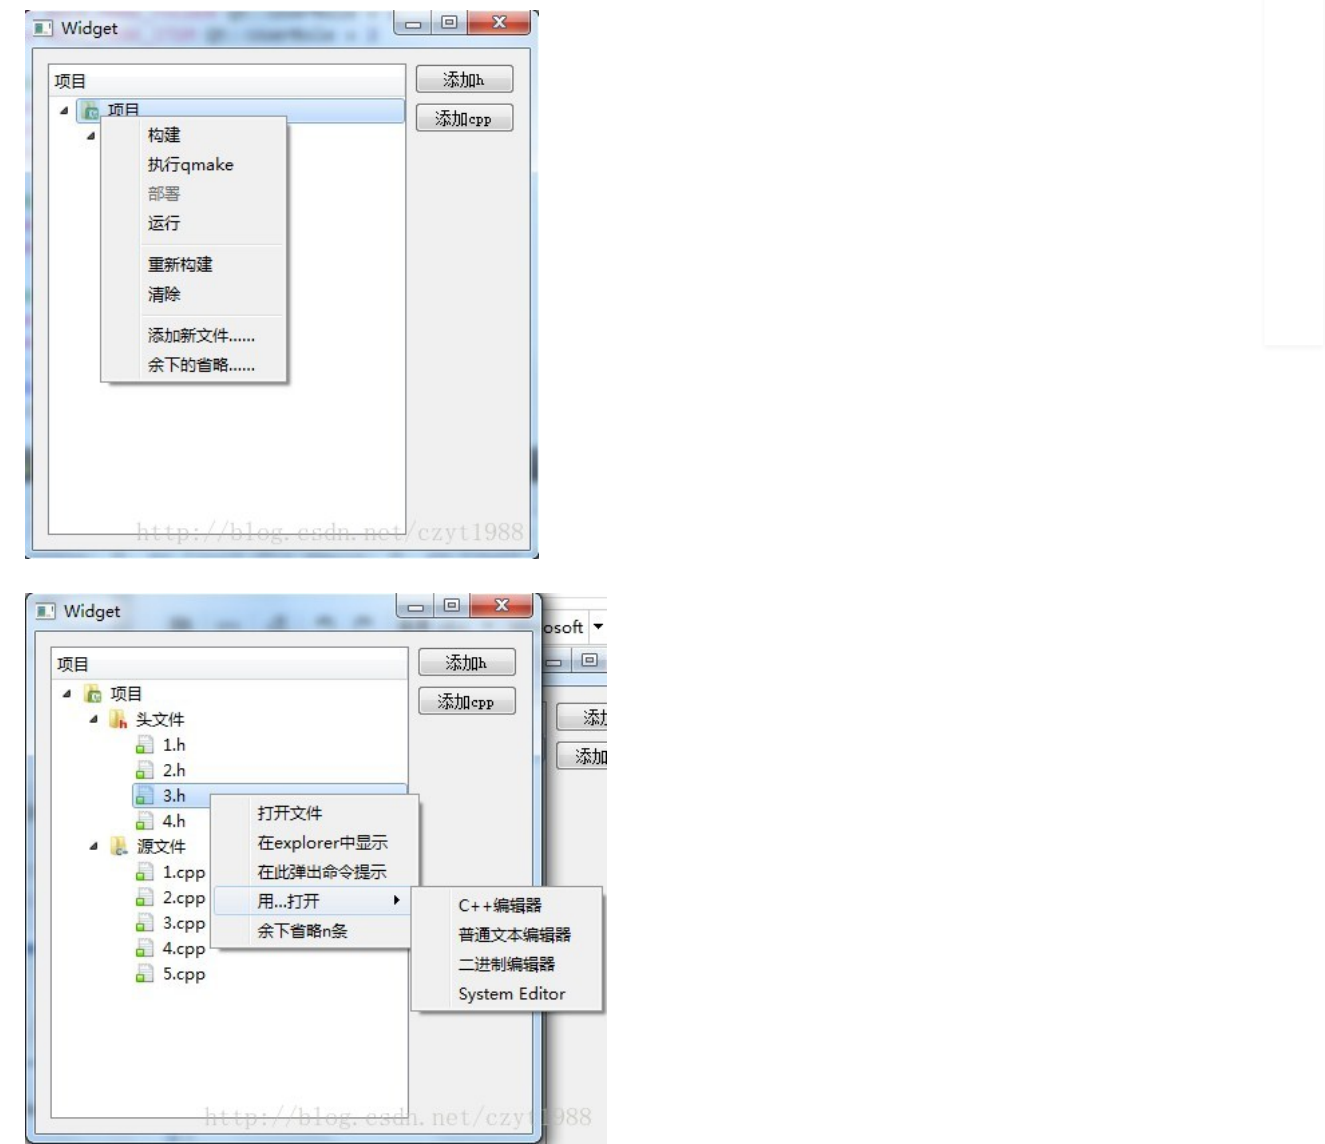 Widget
项目
添加h
项目
添加cpp
构建
执行qmake
部署
运行
重新构建
清除
添加新文件......
余下的省略......
http://blog.csdn.net/czyt1988
Widget
osoft
项目
添加h
项目
添加cpp
头文件
添加
1.h
2.h
添加
3.h
4.h
打开文件
源文件
在explorer中显示
1.cpp
在此弹出命令提示
2.cpp
用...打开
C++编辑器
3.cpp
余下省略n条
普通文本编辑器
4.cpp
二进制编辑器
5.cpp
System Editor
http://blog.csdn.net/czyt1988